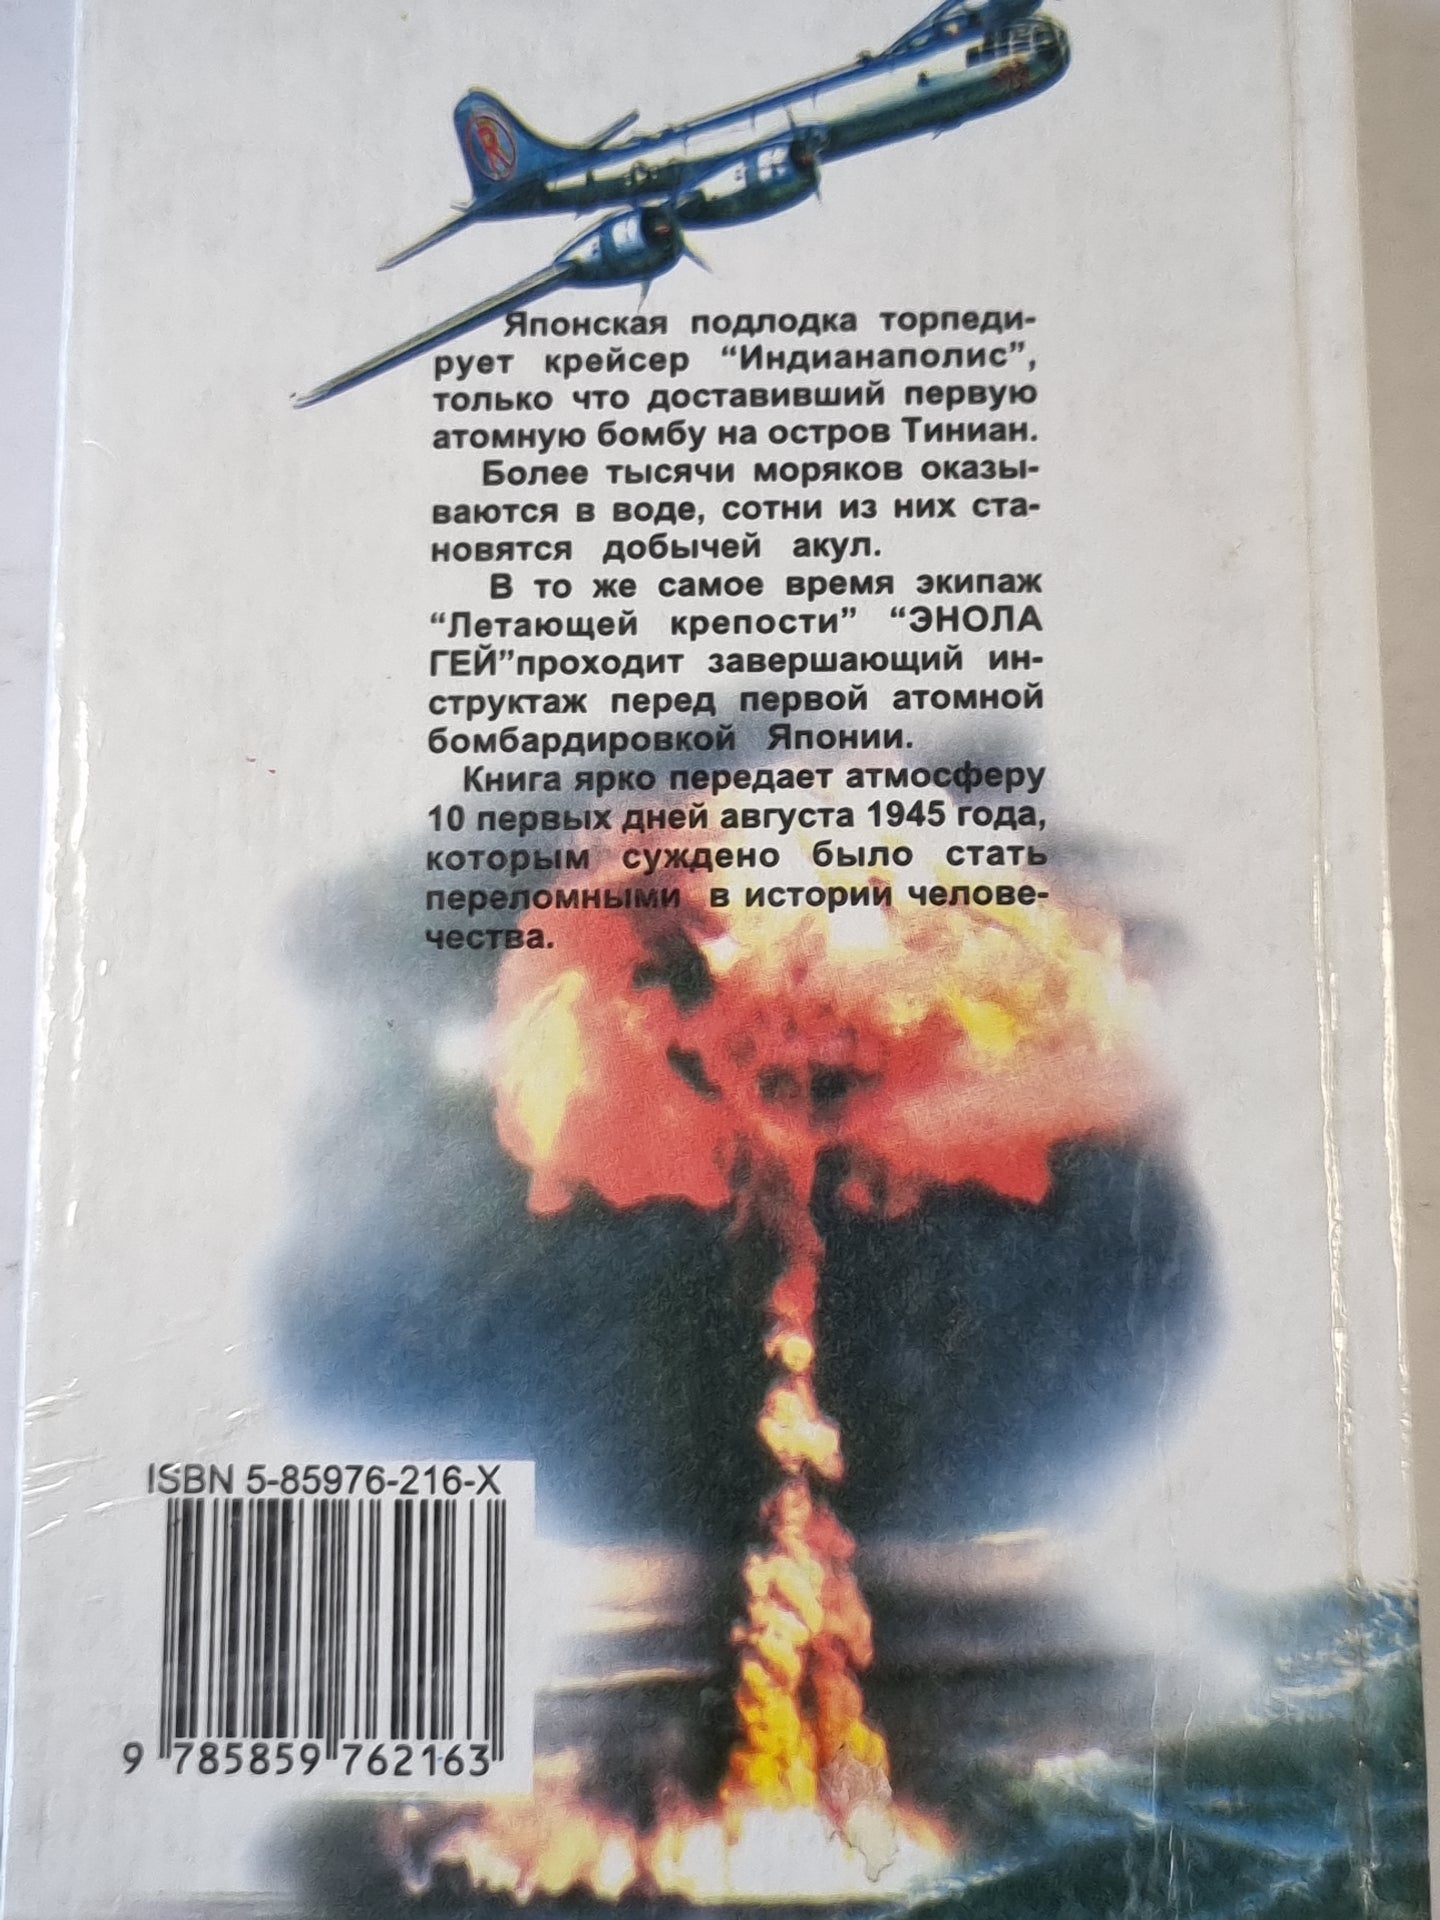 Японская подлодка торпеди-
рует крейсер “Индианаполис”,
только что доставивший первую
атомную бомбу на остров Тиниан.
Более тысячи моряков оказы-
ваются в воде, сотни из них ста-
новятся добычей акул.
В то же самое время экипаж
“Летающей крепости” “ЭНОЛА
ГЕЙ”проходит завершающий ин-
структаж перед первой атомной
бомбардировкой Японии.
Книга ярко передает атмосферу
10 первых дней августа 1945 года,
которым суждено было стать
переломными в истории челове-
чества.
ISBN 5-85976-216-X
9 785859 762163